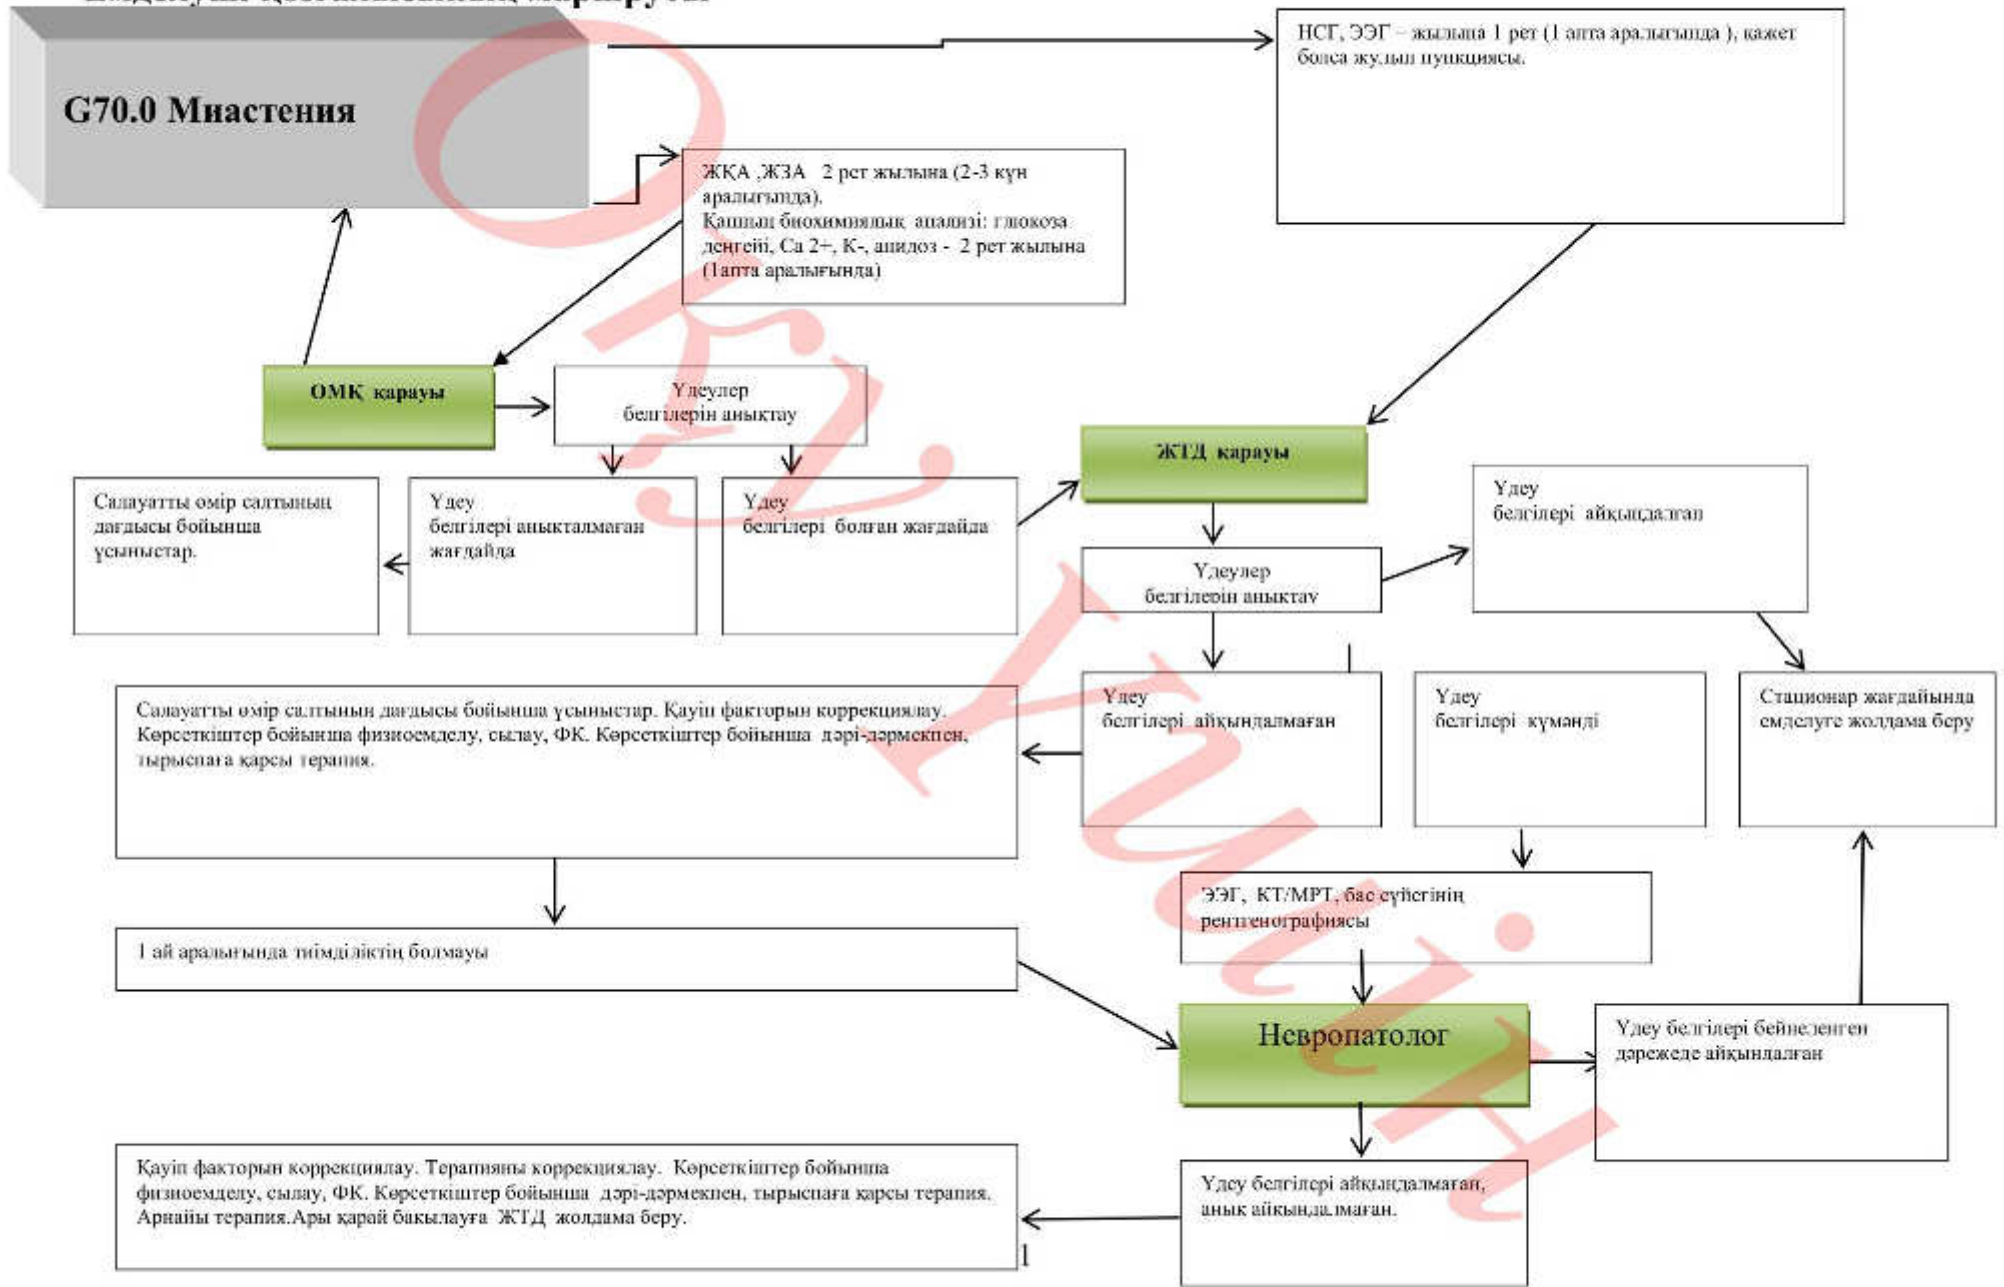 G70.0 Миастения
НСГ, ЭЭГ – жылына 1 рет (1 апта аралығында ), қажет
болса жұлын пункциясы.
ЖҚА ,ЖЗА 2 рет жылына (2-3 күн
аралығында).
Қанның биохимиялық анализі: глюкоза
деңгейі, Са 2+, К-, ацидоз - 2 рет жылына
(1апта аралығында)
ОМҚ қарауы
Үдеулер
белгілерін анықтау
ЖТД қарауы
Салауатты өмір салтының
дағдысы бойынша
ұсыныстар.
Үдеу
белгілері анықталмаған
жағдайда
Үдеу
белгілері болған жағдайда
Үдеу
белгілері айқындалған
Үдеулер
белгілерін анықтау
Салауатты өмір салтының дағдысы бойынша ұсыныстар. Қауіп факторын коррекциялау.
Көрсеткіштер бойынша физиоемделу, сылау, ФК. Көрсеткіштер бойынша дәрі-дәрмекпен,
тырыспаға қарсы терапия.
Үдеу
белгілері айқындалмаған
Үдеу
белгілері күмәнді
Стационар жағдайында
емделуге жолдама беру
ЭЭГ, КТ/МРТ, бас сүйегінің
рентгенографиясы
1 ай аралығында тиімділіктің болмауы
Невропатолог
Үдеу белгілері бейнеленген
дәрежеде айқындалған
Қауіп факторын коррекциялау. Терапияны коррекциялау. Көрсеткіштер бойынша
физиоемделу, сылау, ФК. Көрсеткіштер бойынша дәрі-дәрмекпен, тырыспаға қарсы терапия.
Арнайы терапия.Ары қарай бақылауға ЖТД жолдама беру.
Үдеу белгілері айқындалмаған,
анық айқындалмаған.
1
Оқу үшін